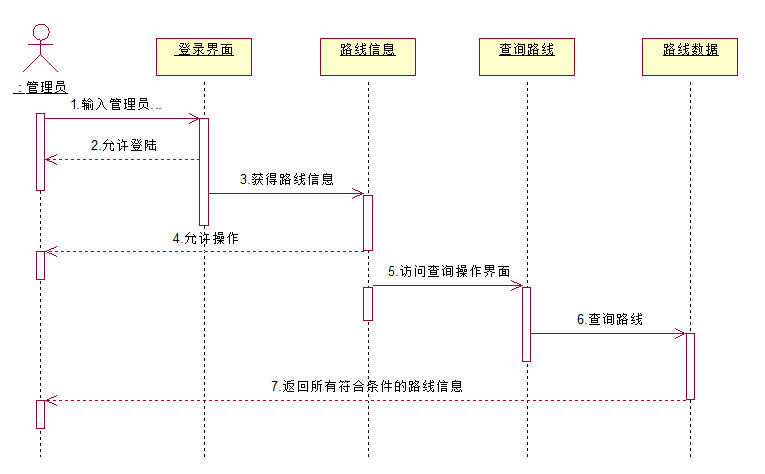 登录界面
路线信息
查询路线
路线数据
: 管理员
1.输入管理员...
2.允许登陆
3.获得路线信息
4.允许操作
5.访问查询操作界面
6.查询路线
7.返回所有符合条件的路线信息